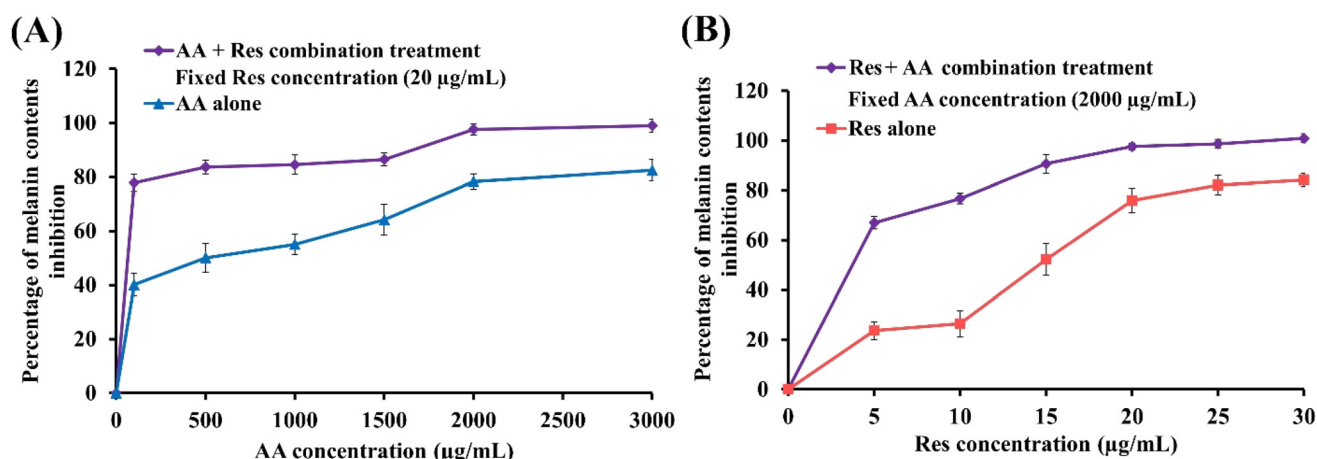 (A)
AA + Res combination treatment
Fixed Res concentration (20 µg/mL)
AA alone
Percentage of melanin contents
inhibition
120
100
80
60
40
20
0
0 500 1000 1500 2000 2500 3000
AA concentration (µg/mL)
(B)
Res + AA combination treatment
Fixed AA concentration (2000 µg/mL)
Res alone
Percentage of melanin contents
inhibition
120
100
80
60
40
20
0
0 5 10 15 20 25 30
Res concentration (µg/mL)